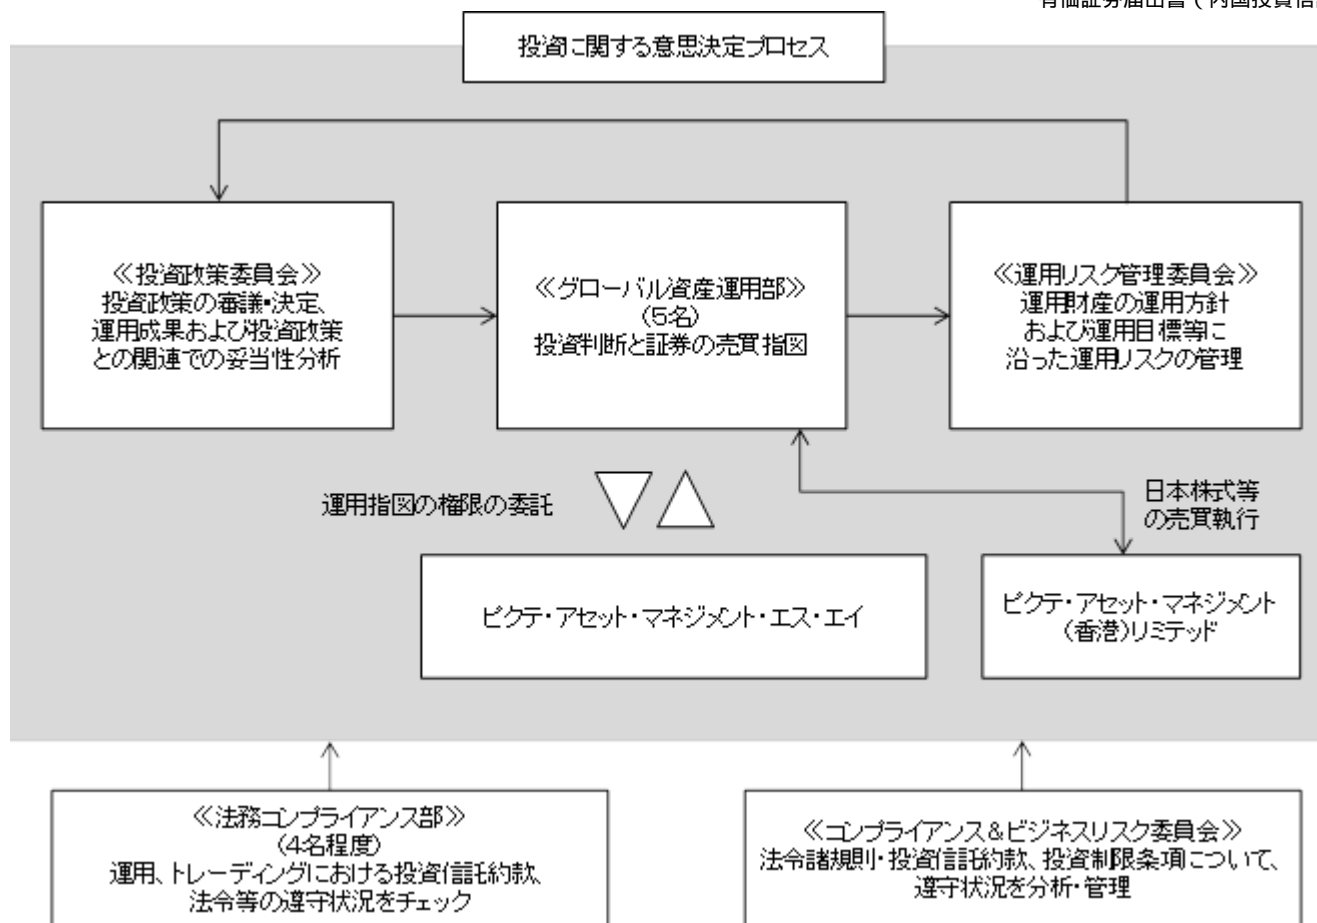 有価証券届出書(内国投資信
投資に関する意思決定プロセス
≪投資政策委員会≫
投資政策の審議・決定、
運用成果および投資政策
との関連での妥当性分析
≪グローバル資産運用部≫
(5名)
投資判断と証券の売買指図
≪運用リスク管理委員会≫
運用財産の運用方針
および運用目標等に
沿った運用リスクの管理
運用指図の権限の委託
日本株式等
の売買執行
ピクテ・アセット・マネジメント・エス・エイ
ピクテ・アセット・マネジメント
(香港)リミテッド
≪法務コンプライアンス部≫
(4名程度)
運用、トレーディングにおける投資信託約款、
法令等の遵守状況をチェック
≪コンプライアンス&ビジネスリスク委員会≫
法令諸規則・投資信託約款、投資制限条項について、
遵守状況を分析・管理